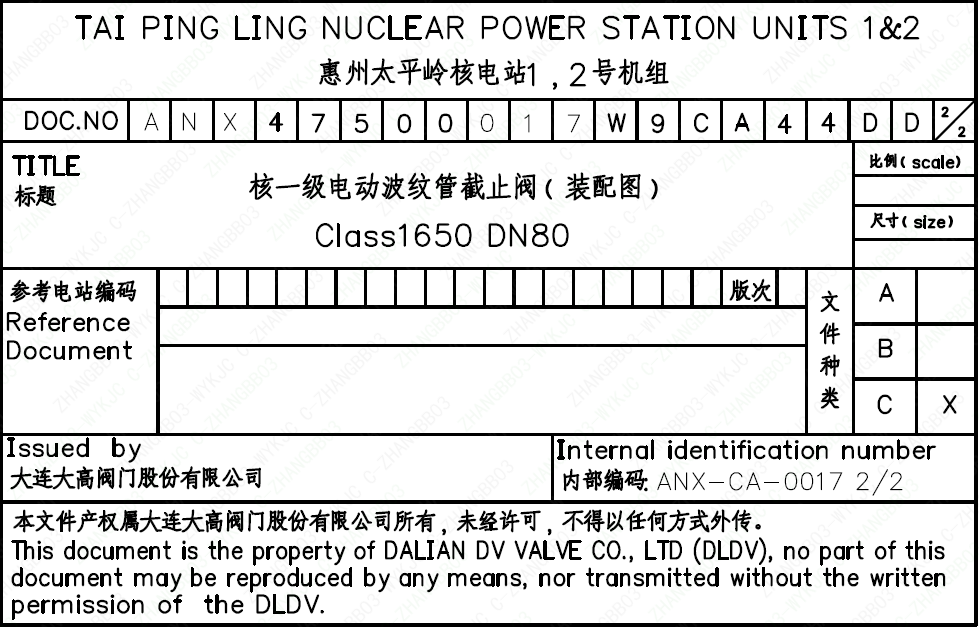 TAI PING LING NUCLEAR POWER STATION UNITS 1&2
惠州太平岭核电站1，2号机组
DOC.NO A N X 4 7 5 0 0 0 1 7 W 9 C A 4 4 D D 2/2
TITLE
标题
核一级电动波纹管截止阀（装配图）
Class1650 DN80
比例(scale)
尺寸(size)
参考电站编码
Reference
Document
版次
文件种类
A
B
C X
Issued by
大连大高阀门股份有限公司
Internal identification number
内部编码: ANX-CA-0017 2/2
本文件产权属大连大高阀门股份有限公司所有，未经许可，不得以任何方式外传。
This document is the property of DALIAN DV VALVE CO., LTD (DLDV), no part of this
document may be reproduced by any means, nor transmitted without the written
permission of the DLDV.